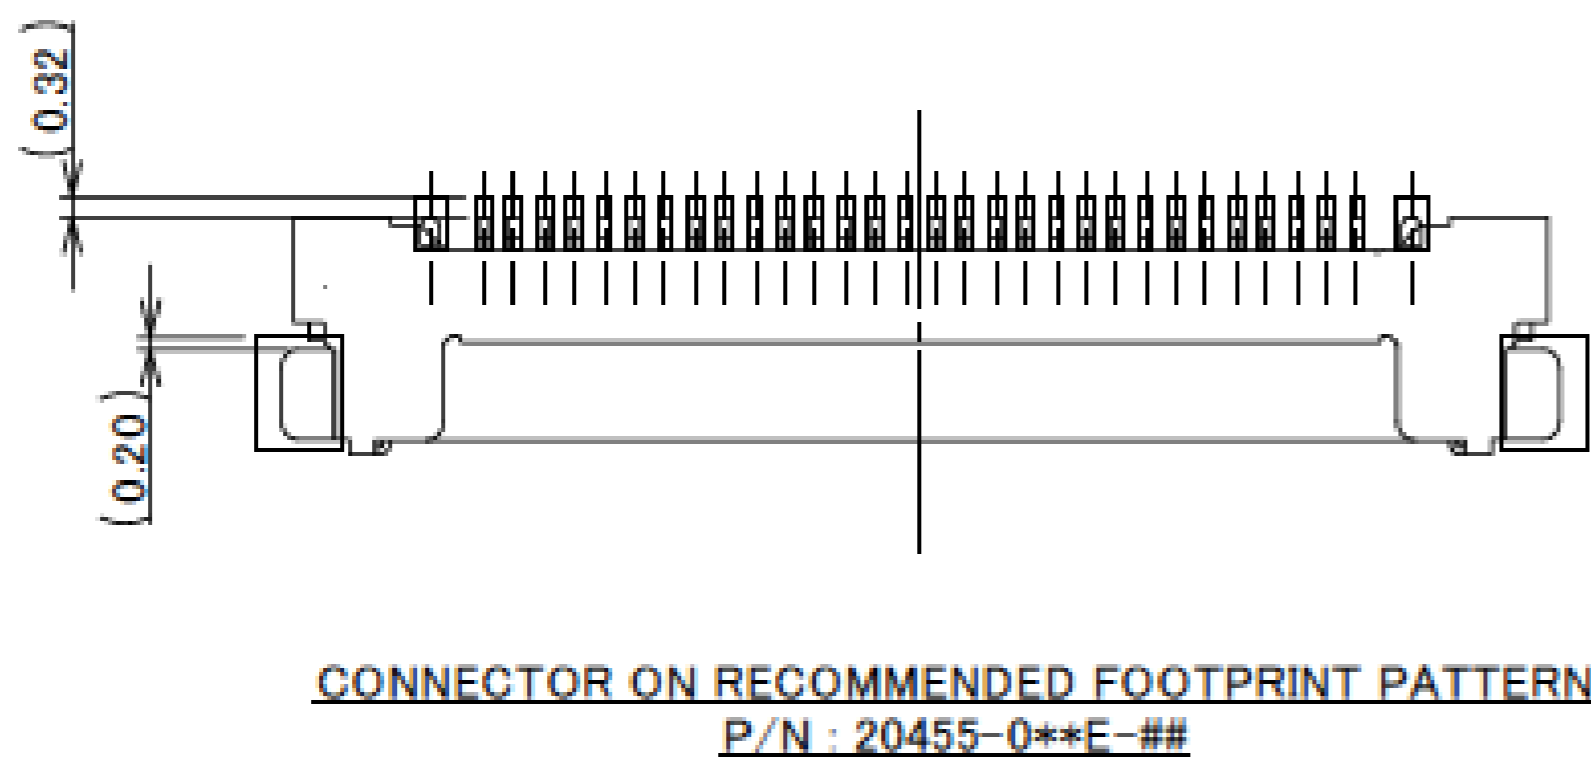 (0.32)
(0.20)
CONNECTOR ON RECOMMENDED FOOTPRINT PATTERN
P/N : 20455-0**E-##